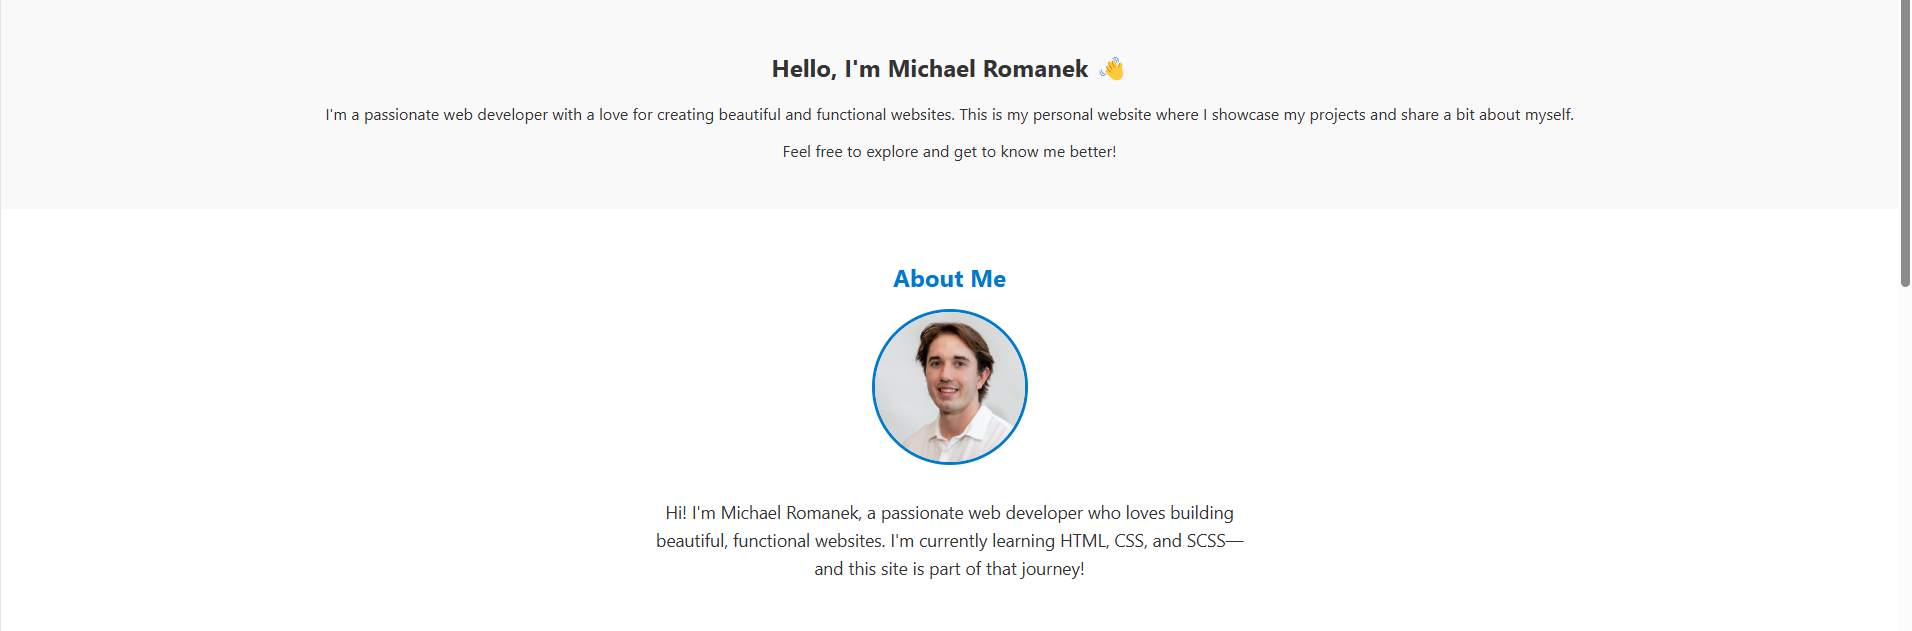 Hello, I'm Michael Romanek 👋
I'm a passionate web developer with a love for creating beautiful and functional websites. This is my personal website where I showcase my projects and share a bit about myself.
Feel free to explore and get to know me better!
About Me
Hi! I'm Michael Romanek, a passionate web developer who loves building
beautiful, functional websites. I'm currently learning HTML, CSS, and SCSS—
and this site is part of that journey!